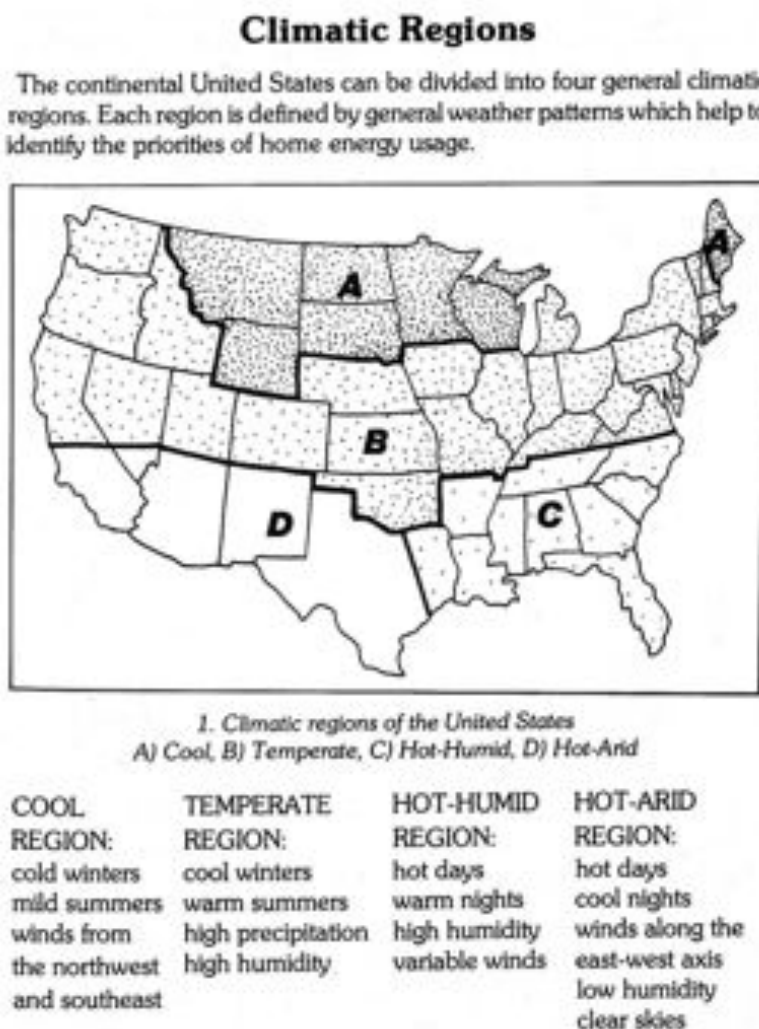 Climatic Regions
The continental United States can be divided into four general climatic
regions. Each region is defined by general weather patterns which help to
identify the priorities of home energy usage.
A
A
B
C
D
1. Climatic regions of the United States
A) Cool, B) Temperate, C) Hot-Humid, D) Hot-Arid
COOL
REGION:
cold winters
mild summers
winds from
the northwest
and southeast
TEMPERATE
REGION:
cool winters
warm summers
high precipitation
high humidity
HOT-HUMID
REGION:
hot days
warm nights
high humidity
variable winds
HOT-ARID
REGION:
hot days
cool nights
winds along the
east-west axis
low humidity
clear skies